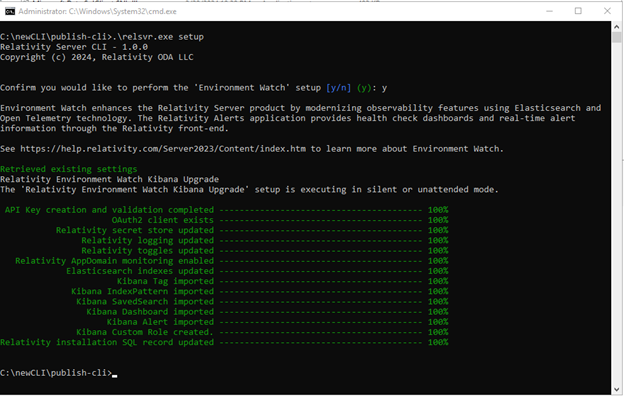 Administrator: C:\Windows\System32\cmd.exe
C:\newCLI\publish-cli>.\relsvr.exe setup
Relativity Server CLI - 1.0.0
Copyright (c) 2024, Relativity ODA LLC
Confirm you would like to perform the 'Environment Watch' setup [y/n] (y): y
Environment Watch enhances the Relativity Server product by modernizing observability features using Elasticsearch and
Open Telemetry technology. The Relativity Alerts application provides health check dashboards and real-time alert
information through the Relativity front-end.
See https://help.relativity.com/Server2023/Content/index.htm to learn more about Environment Watch.
Retrieved existing settings
Relativity Environment Watch Kibana Upgrade
The 'Relativity Environment Watch Kibana Upgrade' setup is executing in silent or unattended mode.
API Key creation and validation completed ---------------------------------------- 100%
OAuth2 client exists ---------------------------------------- 100%
Relativity secret store updated ---------------------------------------- 100%
Relativity logging updated ---------------------------------------- 100%
Relativity toggles updated ---------------------------------------- 100%
Relativity AppDomain monitoring enabled ---------------------------------------- 100%
Elasticsearch indexes updated ---------------------------------------- 100%
Kibana Tag imported ---------------------------------------- 100%
Kibana IndexPattern imported ---------------------------------------- 100%
Kibana SavedSearch imported ---------------------------------------- 100%
Kibana Dashboard imported ---------------------------------------- 100%
Kibana Alert imported ---------------------------------------- 100%
Kibana Custom Role created. ---------------------------------------- 100%
Relativity installation SQL record updated ---------------------------------------- 100%
C:\newCLI\publish-cli>